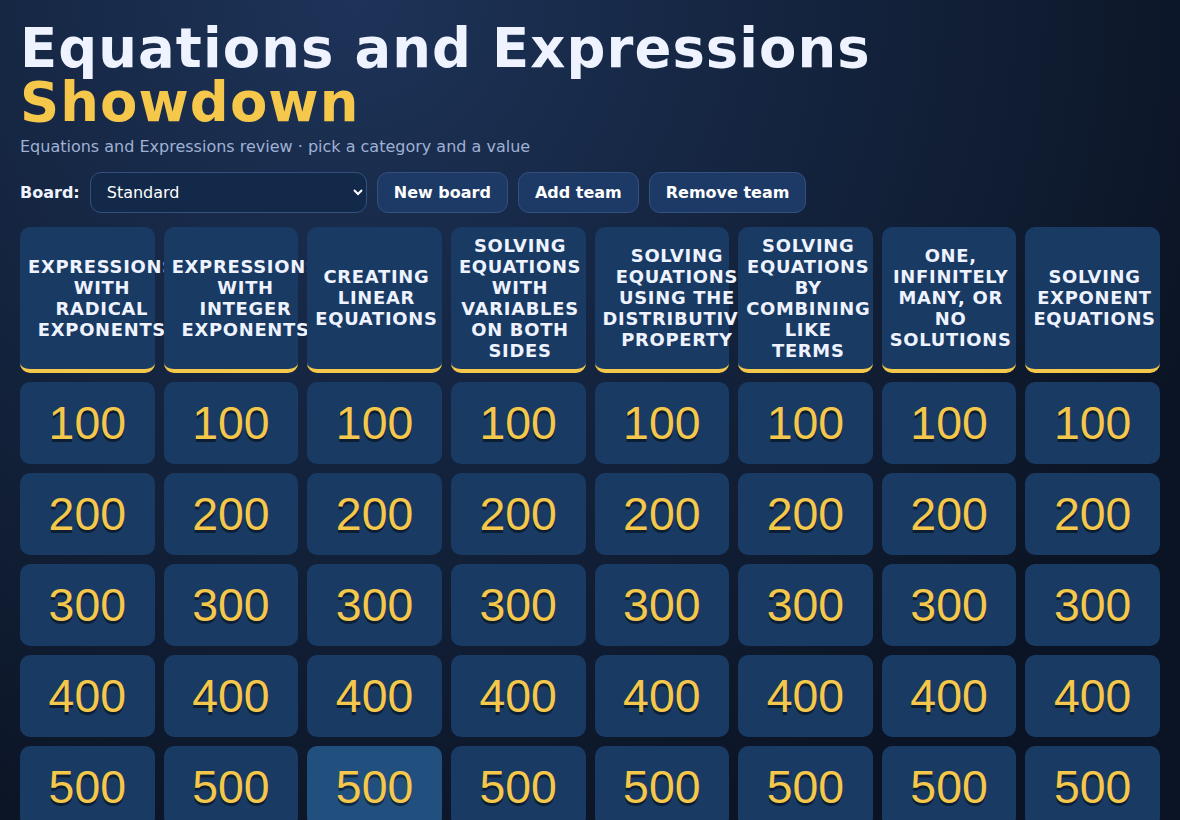 Equations and Expressions
Showdown
Equations and Expressions review · pick a category and a value
Board: Standard New board Add team Remove team
EXPRESSIONS
WITH
RADICAL
EXPONENTS
EXPRESSION
WITH
INTEGER
EXPONENTS
CREATING
LINEAR
EQUATIONS
SOLVING
EQUATIONS
WITH
VARIABLES
ON BOTH
SIDES
SOLVING
EQUATIONS
USING THE
DISTRIBUTIV
PROPERTY
SOLVING
EQUATIONS
BY
COMBINING
LIKE
TERMS
ONE,
INFINITELY
MANY, OR
NO
SOLUTIONS
SOLVING
EXPONENT
EQUATIONS
100 100 100 100 100 100 100 100
200 200 200 200 200 200 200 200
300 300 300 300 300 300 300 300
400 400 400 400 400 400 400 400
500 500 500 500 500 500 500 500